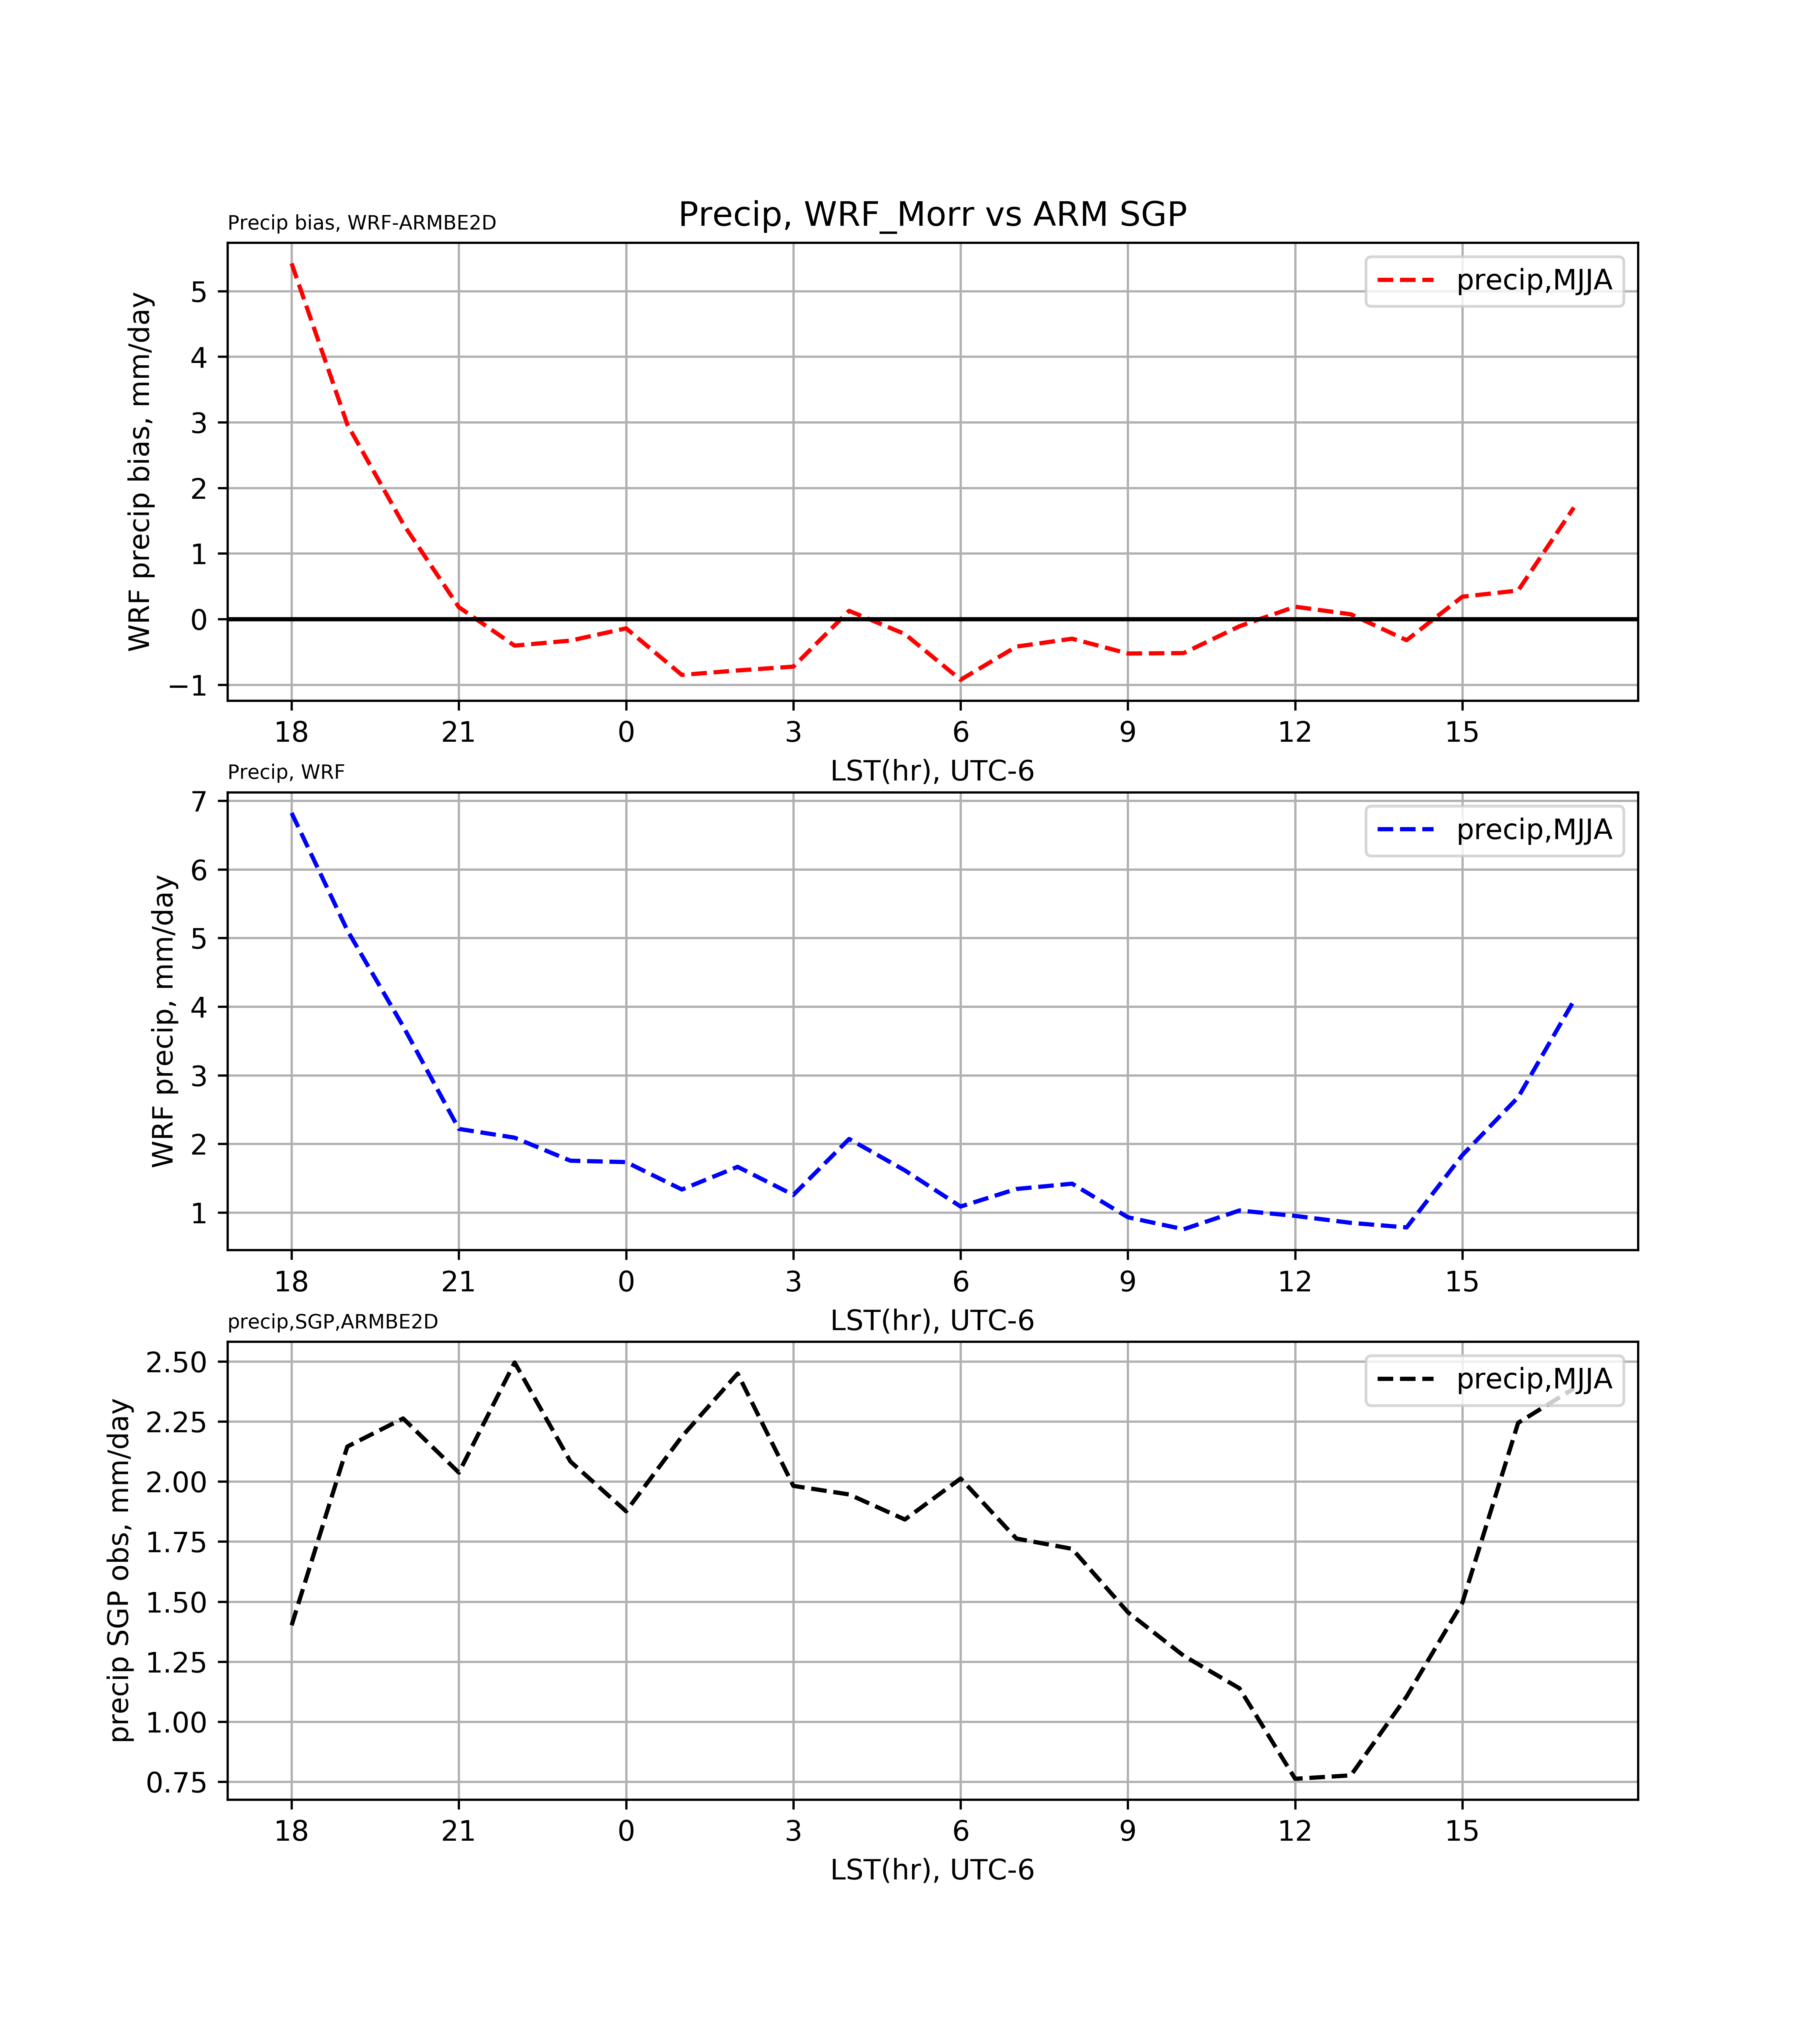 Precip, WRF_Morr vs ARM SGP
Precip bias, WRF-ARMBE2D
precip,MJJA
WRF precip bias, mm/day
5
4
3
2
1
0
−1
18 21 0 3 6 9 12 15
LST(hr), UTC-6
Precip, WRF
precip,MJJA
WRF precip, mm/day
7
6
5
4
3
2
1
18 21 0 3 6 9 12 15
LST(hr), UTC-6
precip,SGP,ARMBE2D
precip,MJJA
precip SGP obs, mm/day
2.50
2.25
2.00
1.75
1.50
1.25
1.00
0.75
18 21 0 3 6 9 12 15
LST(hr), UTC-6